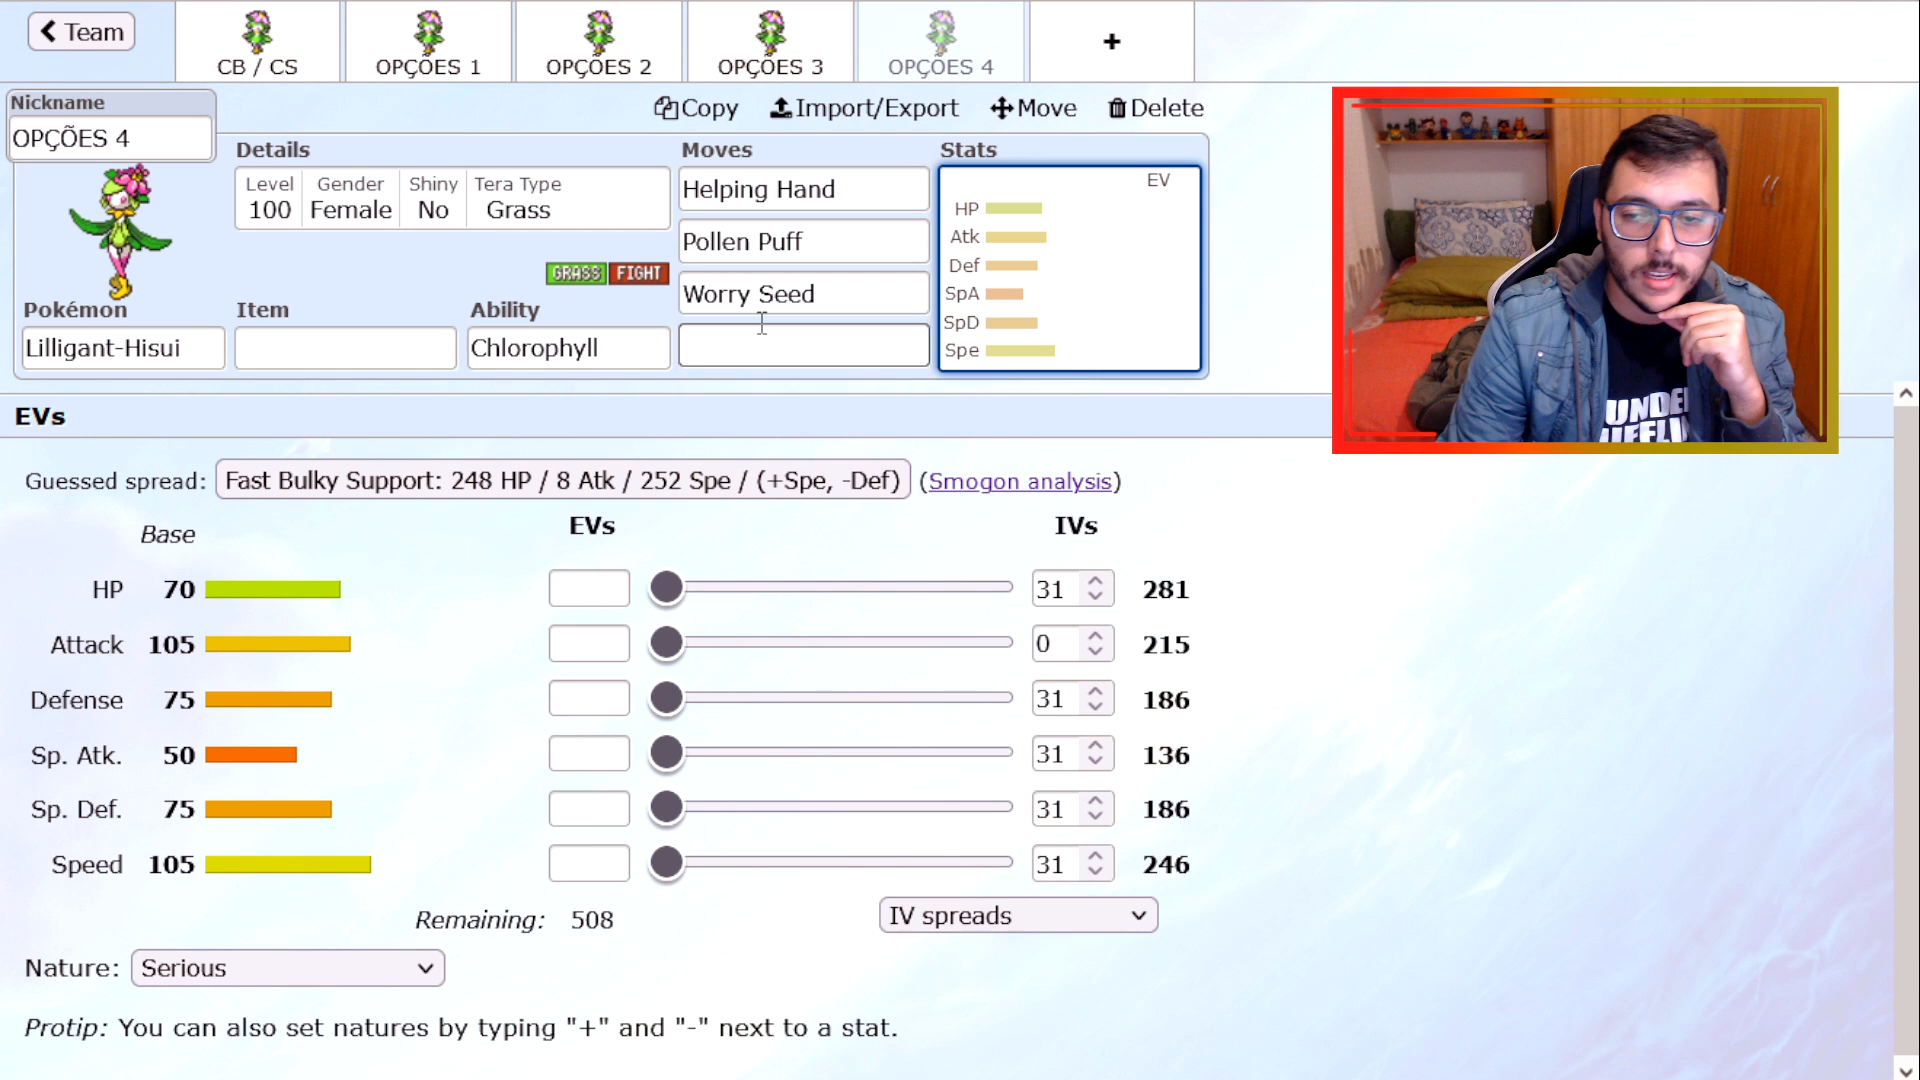 Team
CB / CS
OPÇÕES 1
OPÇÕES 2
OPÇÕES 3
OPÇÕES 4
+
Copy
Import/Export
Move
Delete
Nickname
OPÇÕES 4
Details
Level
100
Gender
Female
Shiny
No
Tera Type
Grass
GRASS
FIGHT
Pokémon
Lilligant-Hisui
Item
Ability
Chlorophyll
Moves
Helping Hand
Pollen Puff
Worry Seed
Stats
EV
HP
Atk
Def
SpA
SpD
Spe
EVs
Guessed spread: Fast Bulky Support: 248 HP / 8 Atk / 252 Spe / (+Spe, -Def) (Smogon analysis)
Base EVs IVs
HP 70 31 281
Attack 105 0 215
Defense 75 31 186
Sp. Atk. 50 31 136
Sp. Def. 75 31 186
Speed 105 31 246
Remaining: 508
IV spreads
Nature: Serious
Protip: You can also set natures by typing "+" and "-" next to a stat.